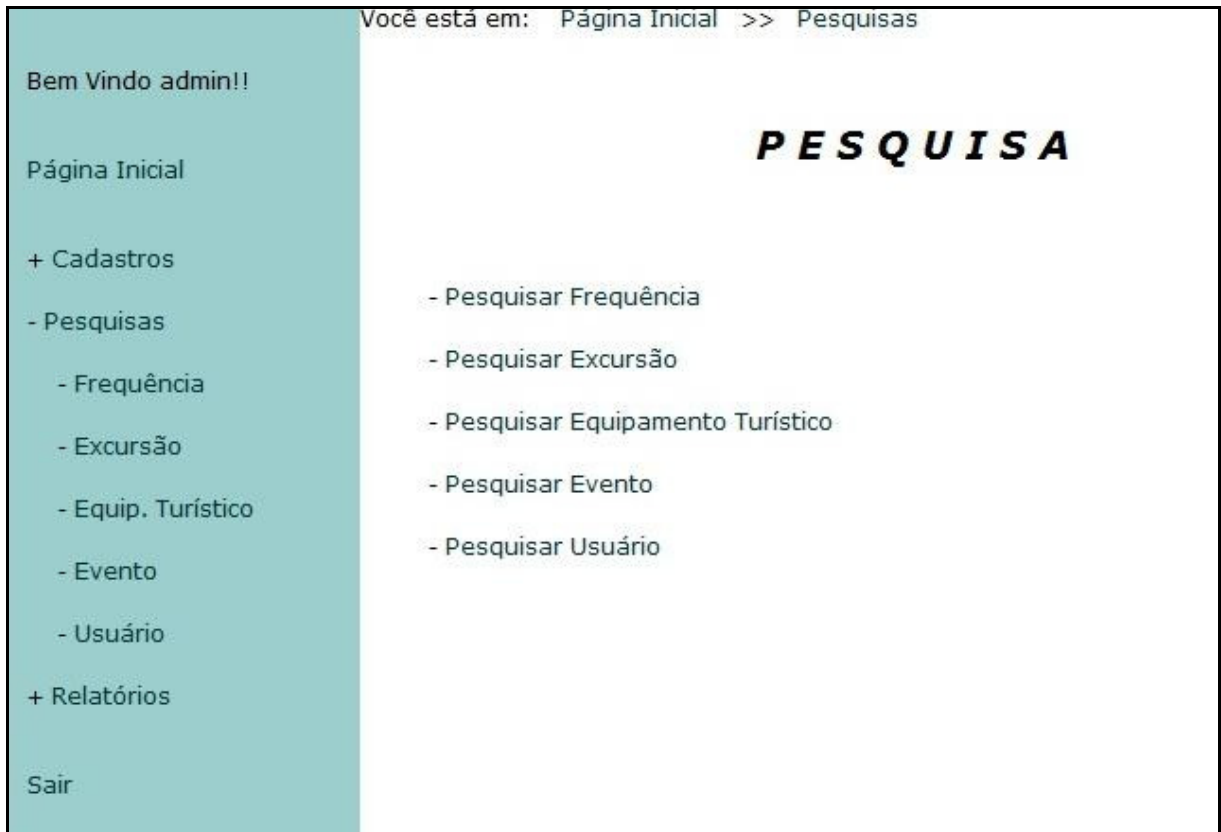 Você está em: Página Inicial >> Pesquisas
Bem Vindo admin!!
Página Inicial
+ Cadastros
- Pesquisas
- Frequência
- Excursão
- Equip. Turístico
- Evento
- Usuário
+ Relatórios
Sair
PESQUISA
- Pesquisar Frequência
- Pesquisar Excursão
- Pesquisar Equipamento Turístico
- Pesquisar Evento
- Pesquisar Usuário